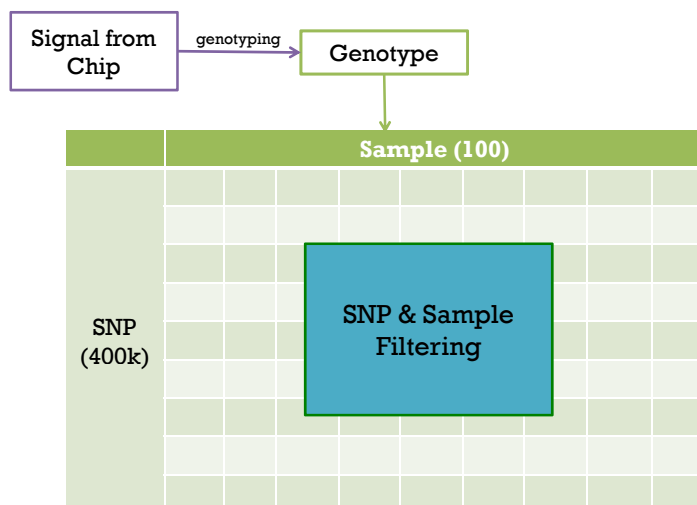 Signal from
Chip
genotyping
Genotype
Sample (100)
SNP
(400k)
SNP & Sample
Filtering